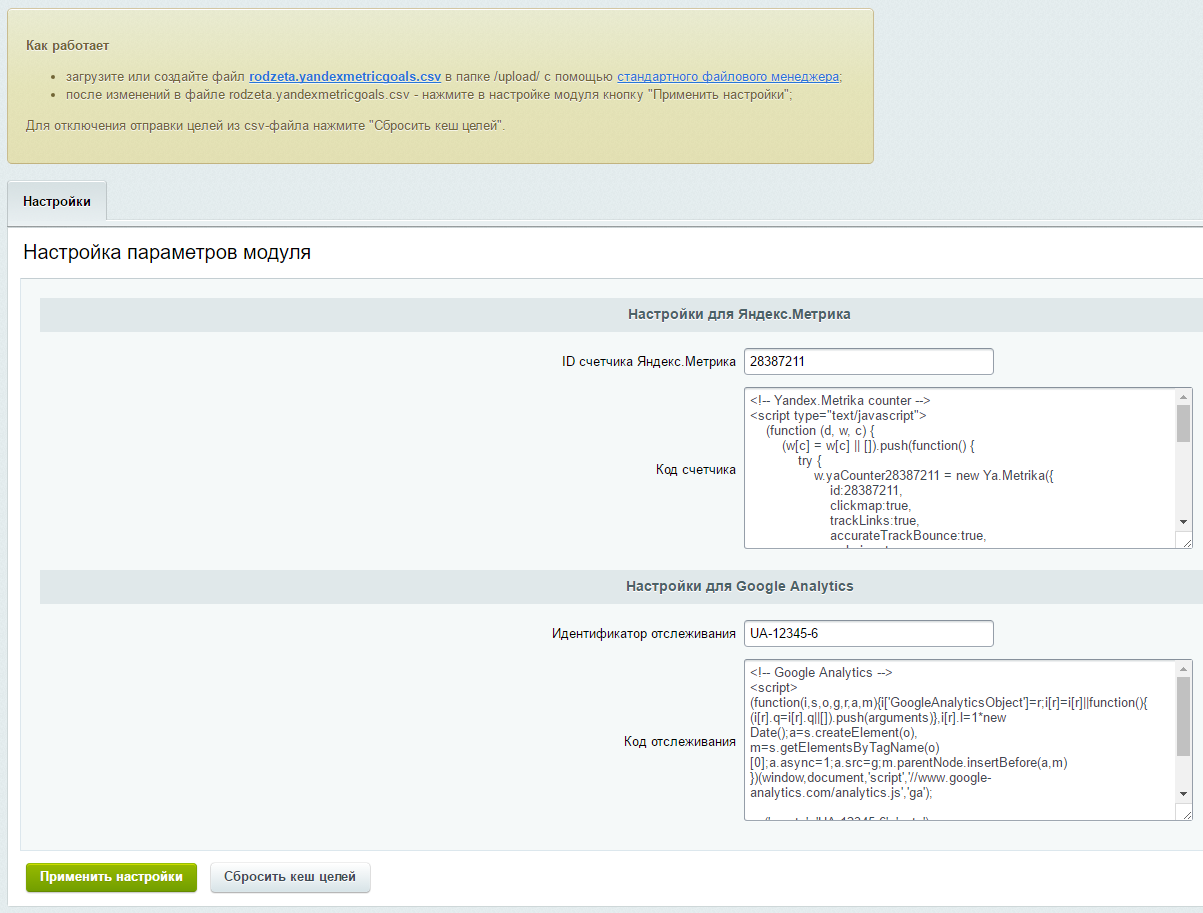 Как работает
загрузите или создайте файл rodzeta.yandexmetricgoals.csv в папке /upload/ с помощью стандартного файлового менеджера;
после изменений в файле rodzeta.yandexmetricgoals.csv - нажмите в настройке модуля кнопку "Применить настройки";
Для отключения отправки целей из csv-файла нажмите "Сбросить кеш целей".
Настройки
Настройка параметров модуля
Настройки для Яндекс.Метрика
ID счетчика Яндекс.Метрика 28387211
Код счетчика
<!-- Yandex.Metrika counter -->
<script type="text/javascript">
(function (d, w, c) {
(w[c] = w[c] || []).push(function() {
try {
w.yaCounter28387211 = new Ya.Metrika({
id:28387211,
clickmap:true,
trackLinks:true,
accurateTrackBounce:true,
Настройки для Google Analytics
Идентификатор отслеживания UA-12345-6
Код отслеживания
<!-- Google Analytics -->
<script>
(function(i,s,o,g,r,a,m){i['GoogleAnalyticsObject']=r;i[r]=i[r]||function(){
(i[r].q=i[r].q||[]).push(arguments)},i[r].l=1*new
Date();a=s.createElement(o),
m=s.getElementsByTagName(o)
[0];a.async=1;a.src=g;m.parentNode.insertBefore(a,m)
})(window,document,'script','//www.google-
analytics.com/analytics.js','ga');
Применить настройки Сбросить кеш целей